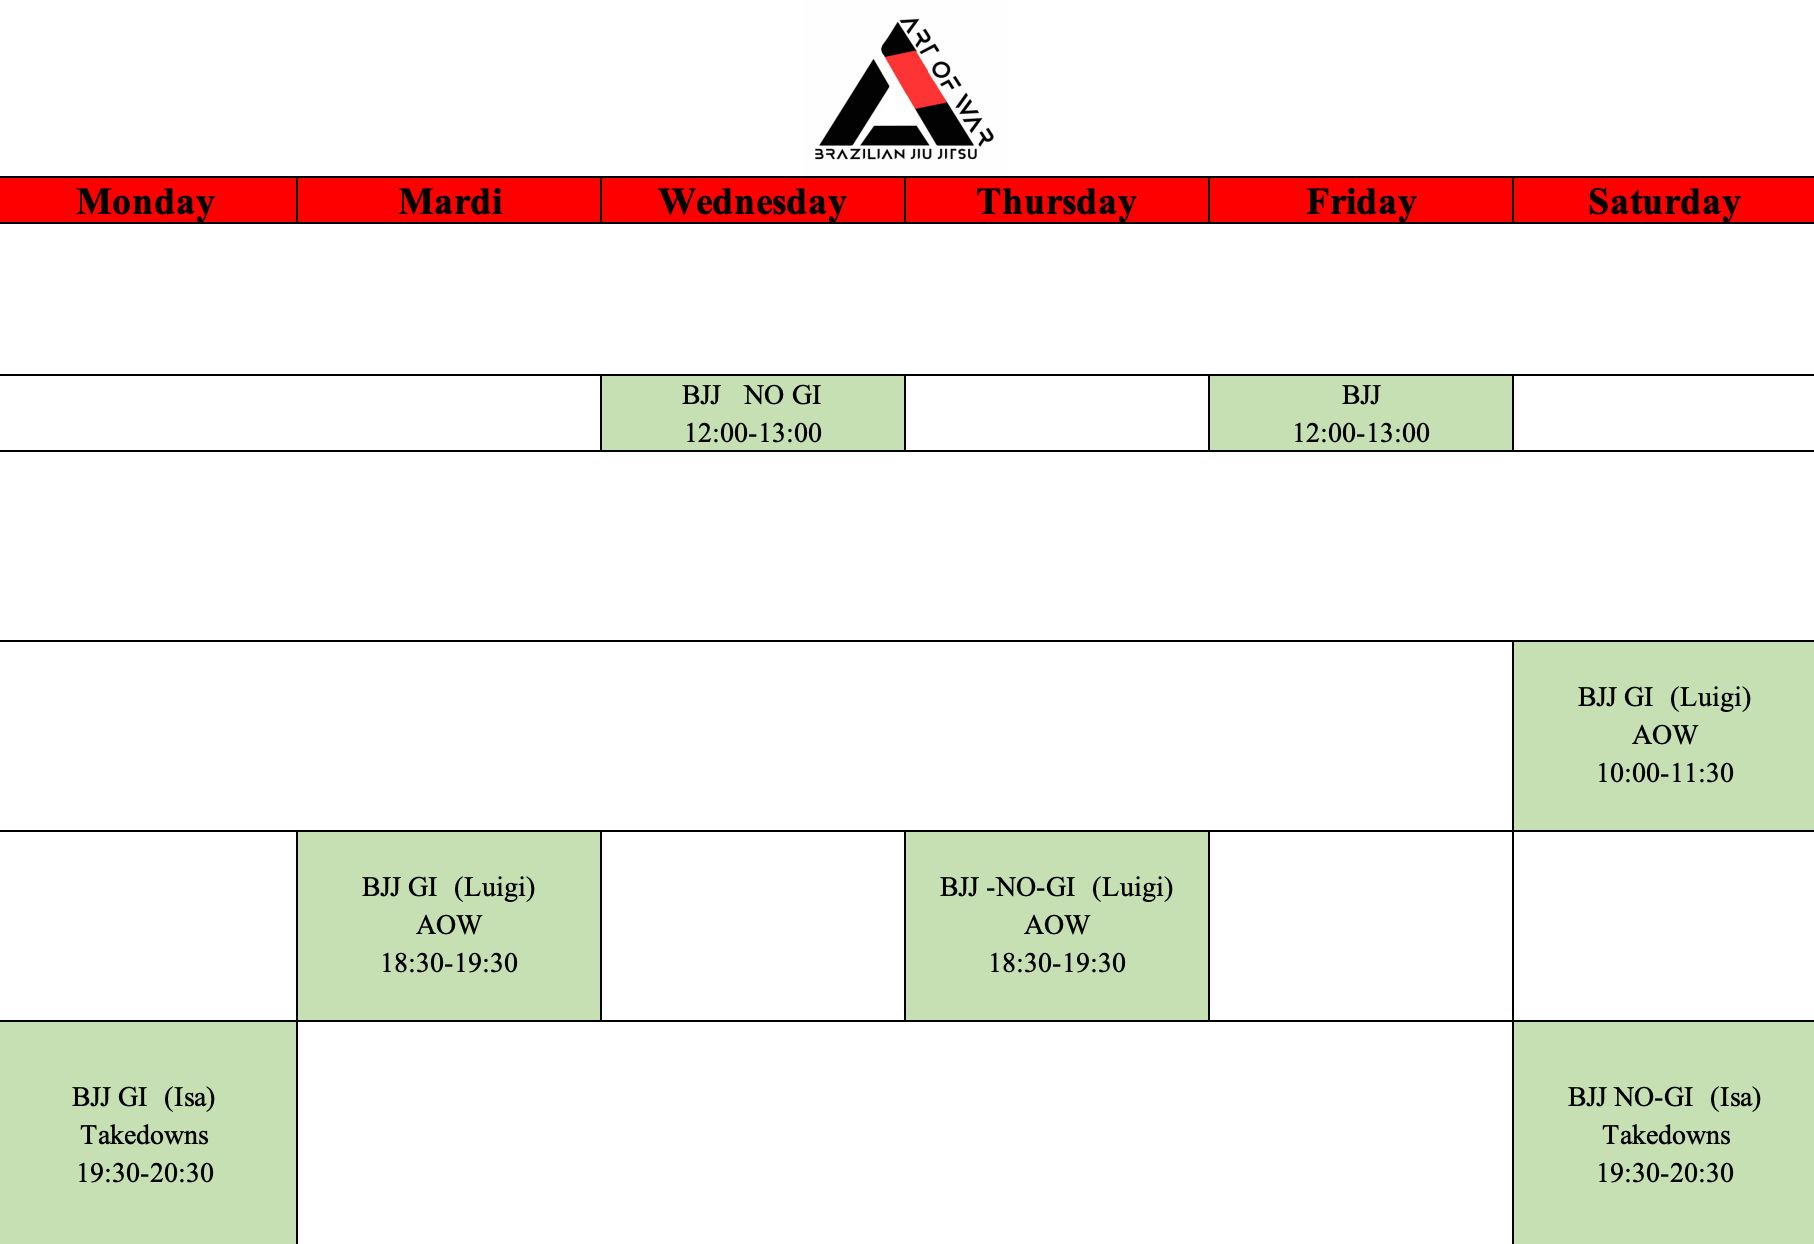 ART OF WAR
BRAZILIAN JIU JITSU
Monday Mardi Wednesday Thursday Friday Saturday
BJJ NO GI
12:00-13:00
BJJ
12:00-13:00
BJJ GI (Luigi)
AOW
10:00-11:30
BJJ GI (Luigi)
AOW
18:30-19:30
BJJ -NO-GI (Luigi)
AOW
18:30-19:30
BJJ GI (Isa)
Takedowns
19:30-20:30
BJJ NO-GI (Isa)
Takedowns
19:30-20:30